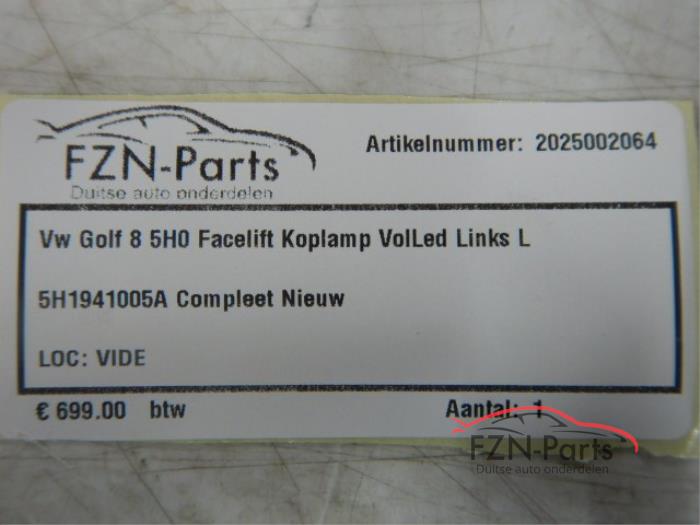 FZN-Parts
Duitse auto onderdelen
Artikelnummer: 2025002064
Vw Golf 8 5H0 Facelift Koplamp VolLed Links L
5H1941005A Compleet Nieuw
LOC: VIDE
€ 699.00 btw
Aantal: 1
FZN-Parts
Duitse auto onderdelen